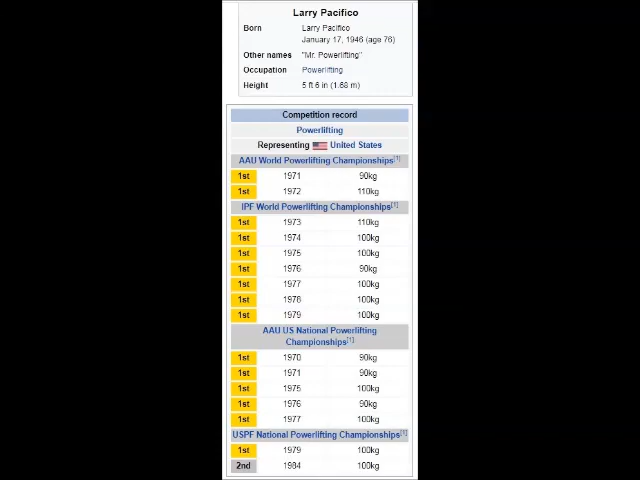 Larry Pacifico
Born Larry Pacifico
January 17, 1946 (age 76)
Other names "Mr. Powerlifting"
Occupation Powerlifting
Height 5 ft 6 in (1.68 m)
Competition record
Powerlifting
Representing United States
AAU World Powerlifting Championships[1]
1st 1971 90kg
1st 1972 110kg
IPF World Powerlifting Championships[1]
1st 1973 110kg
1st 1974 100kg
1st 1975 100kg
1st 1976 90kg
1st 1977 100kg
1st 1978 100kg
1st 1979 100kg
AAU US National Powerlifting
Championships[1]
1st 1970 90kg
1st 1971 90kg
1st 1975 100kg
1st 1976 90kg
1st 1977 100kg
USPF National Powerlifting Championships[1]
1st 1979 100kg
2nd 1984 100kg